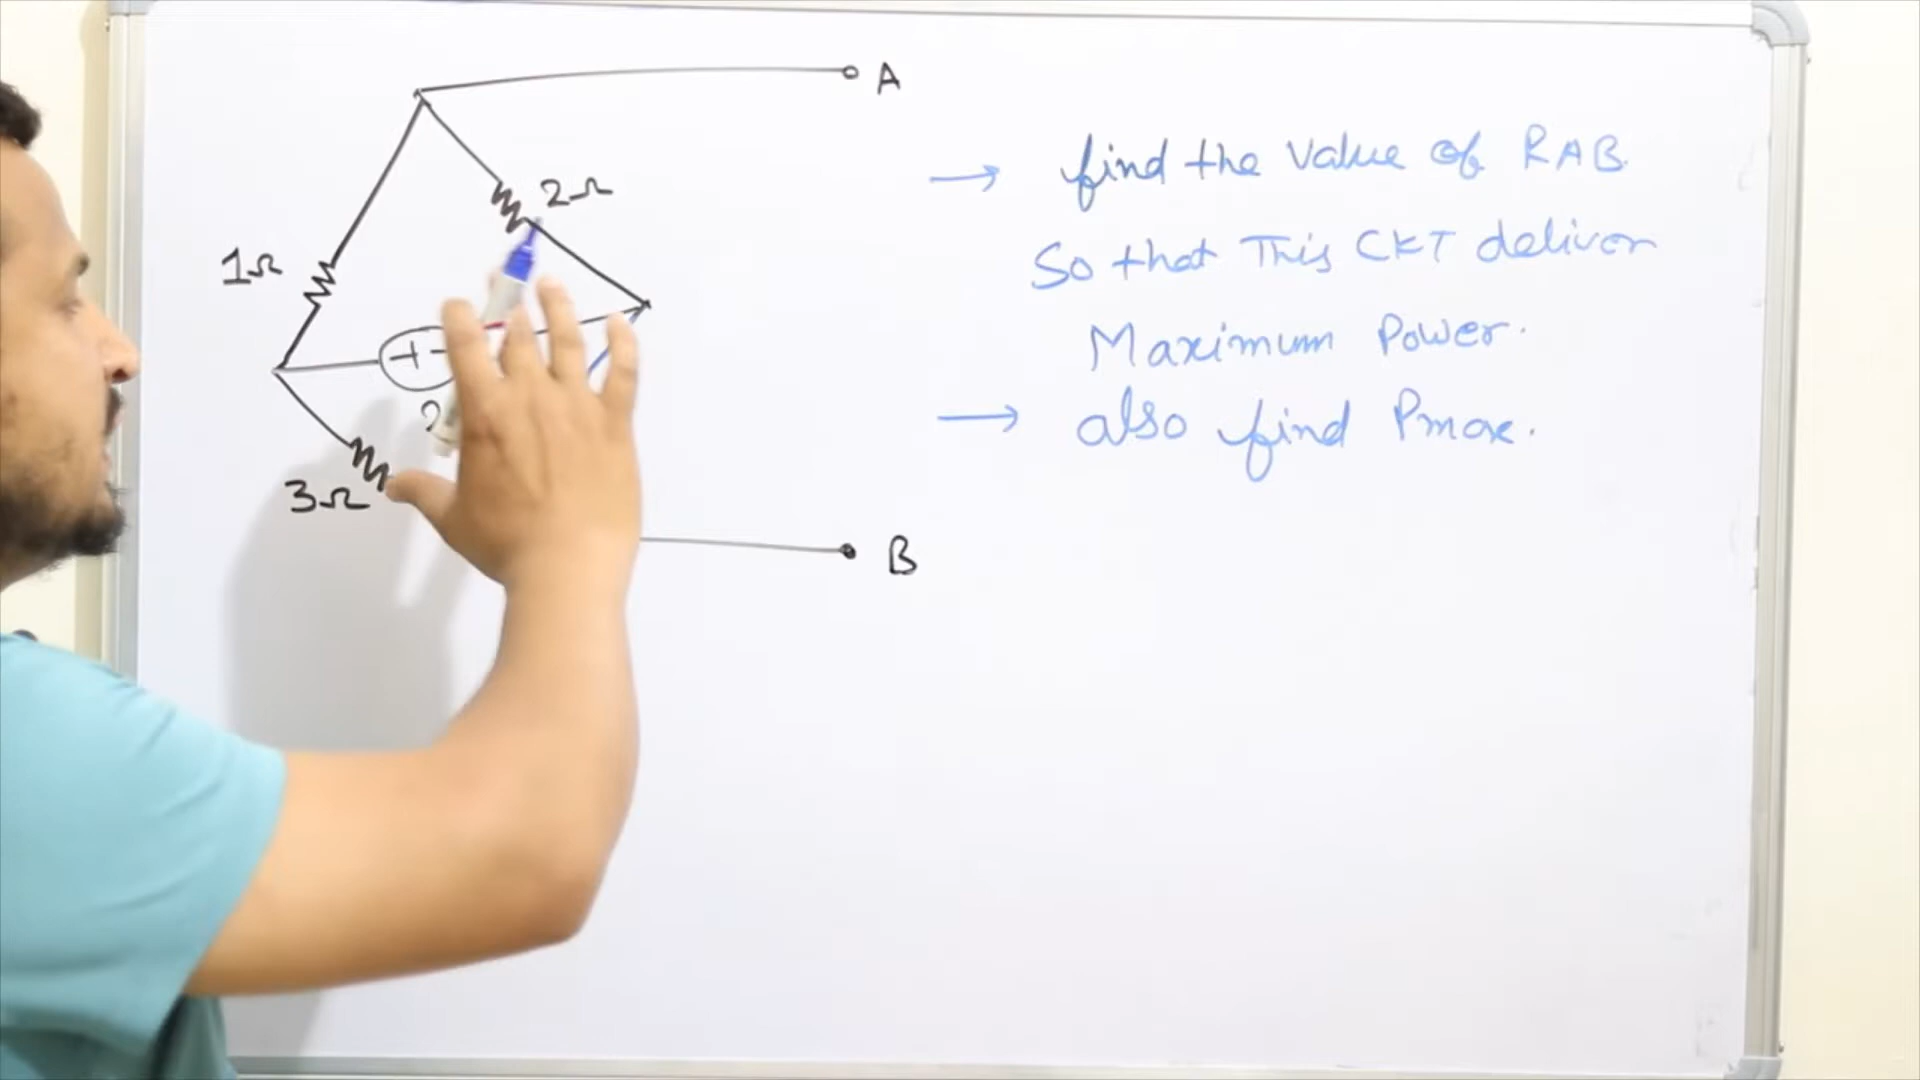 A
1Ω
2Ω
+ -
3Ω
B
→ find the value of RAB
So that This CKT deliver
Maximum Power.
→ also find Pmax.